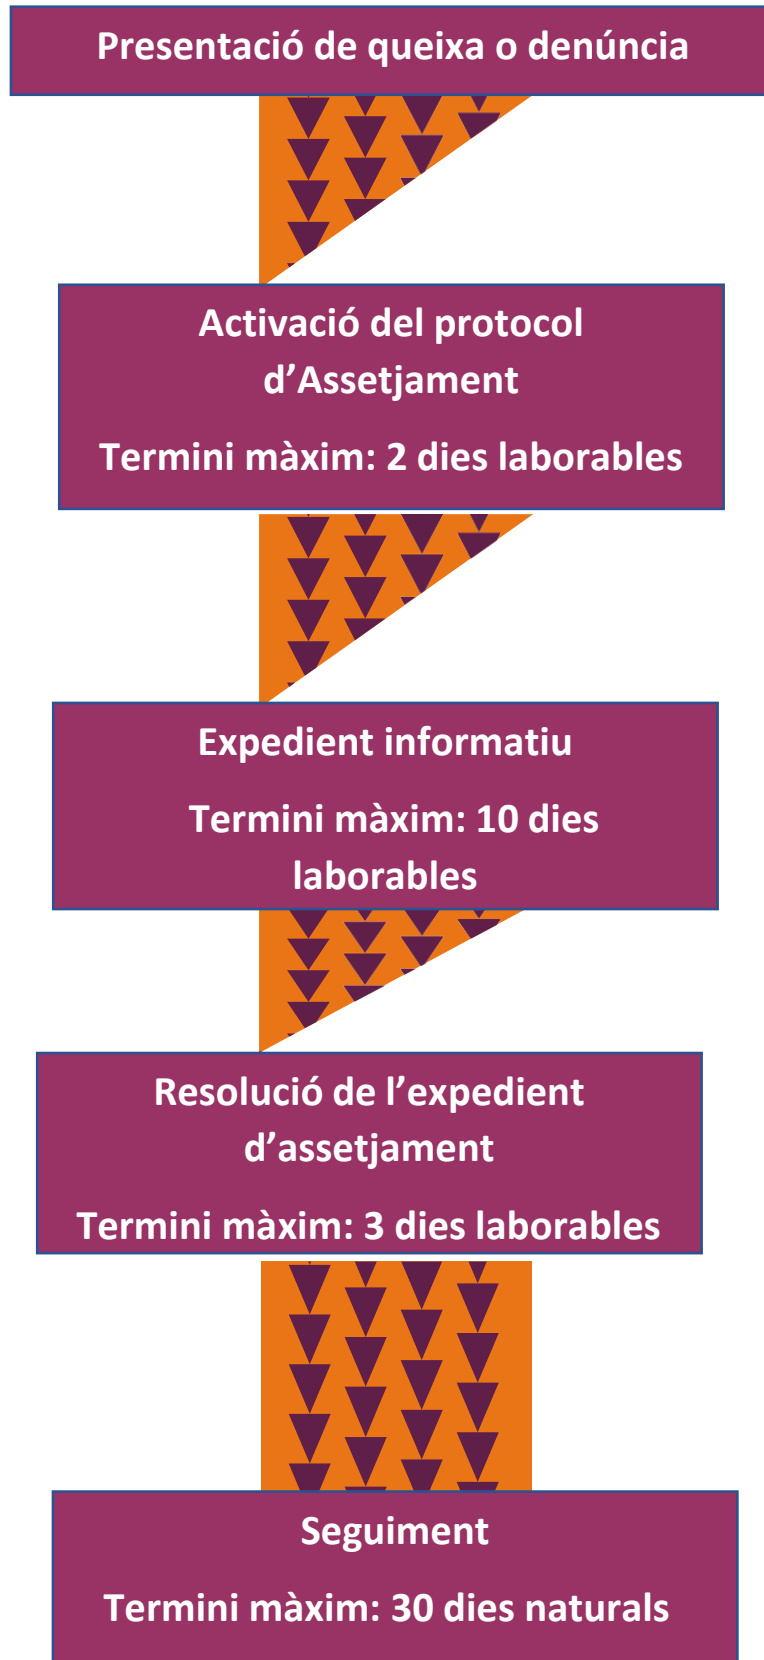 Presentació de queixa o denúncia
Activació del protocol
d’Assetjament
Termini màxim: 2 dies laborables
Expedient informatiu
Termini màxim: 10 dies
laborables
Resolució de l’expedient
d’assetjament
Termini màxim: 3 dies laborables
Seguiment
Termini màxim: 30 dies naturals